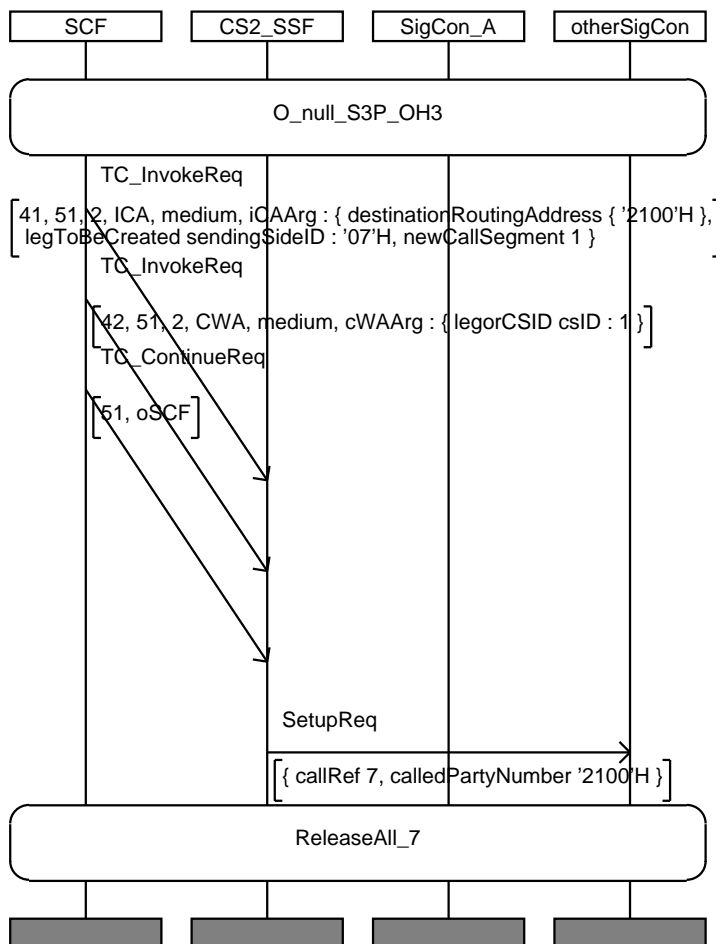 SCF CS2_SSF SigCon_A otherSigCon
O_null_S3P_OH3
TC_InvokeReq
41, 51, 2, ICA, medium, iCAArg : { destinationRoutingAddress { '2100'H },
legToBeCreated sendingSideID : '07'H, newCallSegment 1 }
TC_InvokeReq
42, 51, 2, CWA, medium, cWAArg : { legorCSID csID : 1 }
TC_ContinueReq
51, oSCF
SetupReq
{ callRef 7, calledPartyNumber '2100'H }
ReleaseAll_7